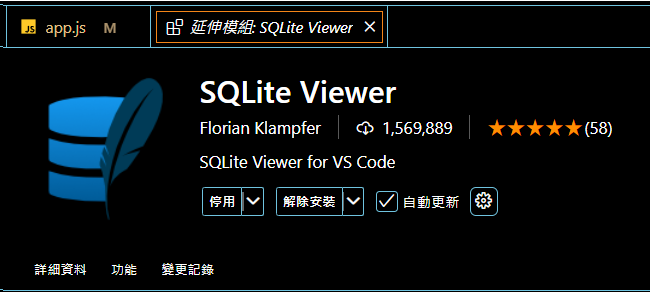 JS app.js M 延伸模組: SQLite Viewer
SQLite Viewer
Florian Klampfer 1,569,889 (58)
SQLite Viewer for VS Code
停用 解除安裝 自動更新
詳細資料 功能 變更記錄